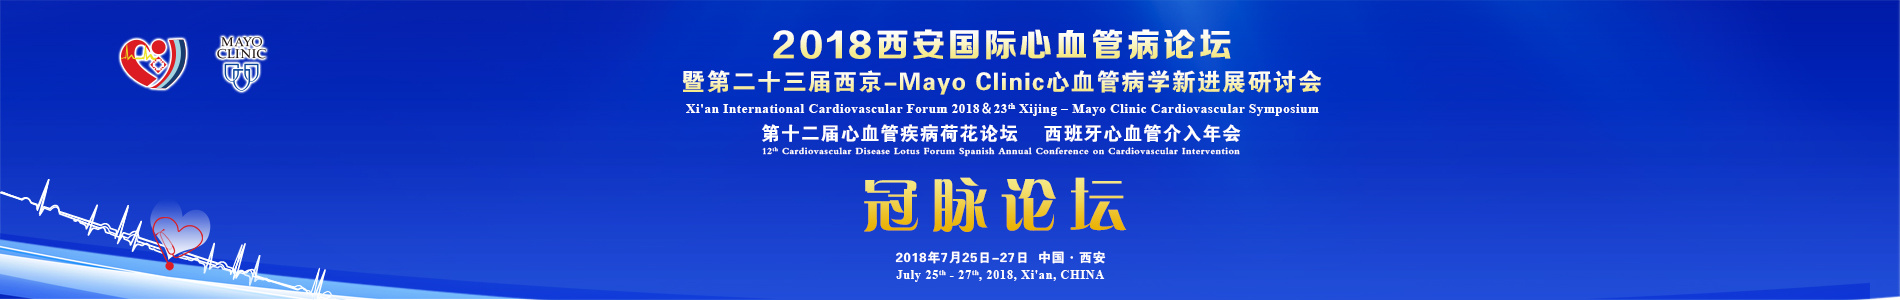 MAYO
CLINIC
2018西安国际心血管病论坛
暨第二十三届西京-Mayo Clinic心血管病学新进展研讨会
Xi'an International Cardiovascular Forum 2018＆23th Xijing – Mayo Clinic Cardiovascular Symposium
第十二届心血管疾病荷花论坛 西班牙心血管介入年会
12th Cardiovascular Disease Lotus Forum Spanish Annual Conference on Cardiovascular Intervention
冠脉论坛
2018年7月25日-27日 中国·西安
July 25th - 27th, 2018, Xi'an, CHINA